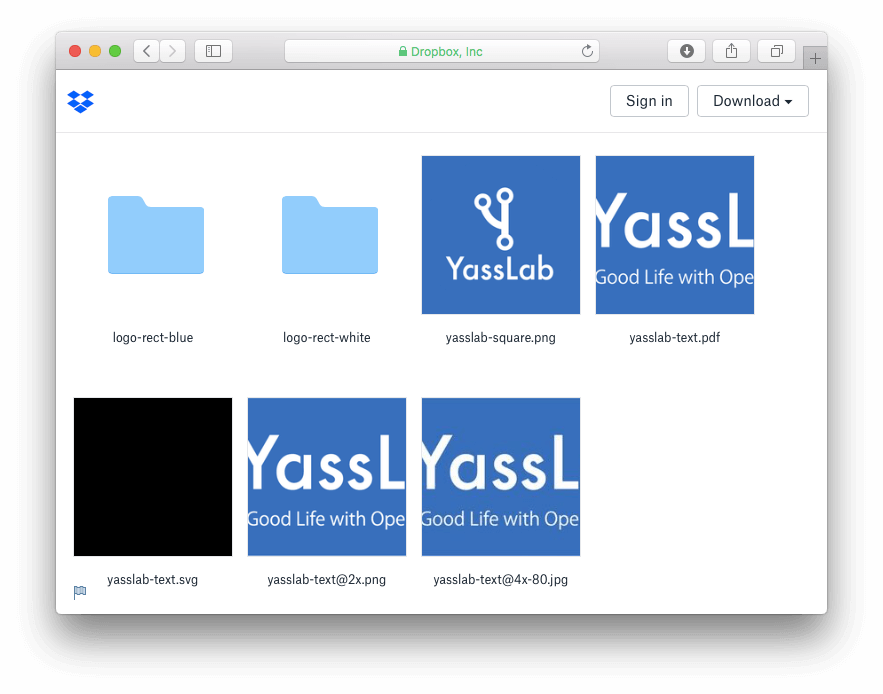 Dropbox, Inc
Sign in
Download
YassLab
YassL
Good Life with Ope
logo-rect-blue
logo-rect-white
yasslab-square.png
yasslab-text.pdf
YassL
Good Life with Ope
YassL
Good Life with Ope
yasslab-text.svg
yasslab-text@2x.png
yasslab-text@4x-80.jpg